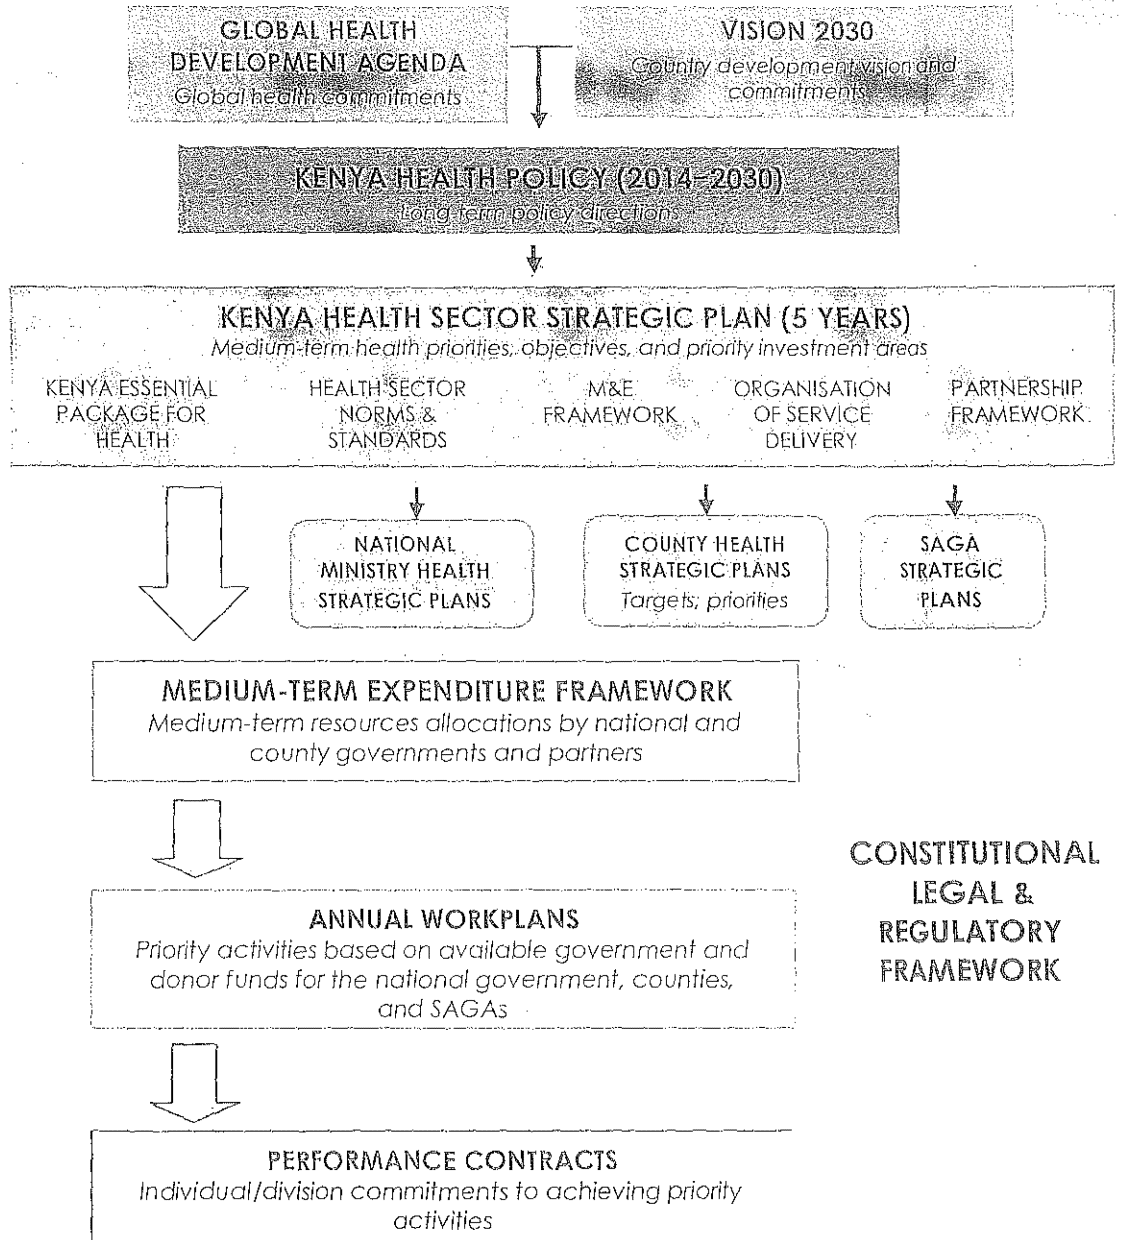 GLOBAL HEALTH
DEVELOPMENT AGENDA
Global health commitments
VISION 2030
Country development vision and
commitments
KENYA HEALTH POLICY (2014–2030)
Long term policy directions
KENYA HEALTH SECTOR STRATEGIC PLAN (5 YEARS)
Medium-term health priorities, objectives, and priority investment areas
KENYA ESSENTIAL
PACKAGE FOR
HEALTH
HEALTH SECTOR
NORMS &
STANDARDS
M&E
FRAMEWORK
ORGANISATION
OF SERVICE
DELIVERY
PARTNERSHIP
FRAMEWORK
NATIONAL
MINISTRY HEALTH
STRATEGIC PLANS
COUNTY HEALTH
STRATEGIC PLANS
Targets; priorities
SAGA
STRATEGIC
PLANS
MEDIUM-TERM EXPENDITURE FRAMEWORK
Medium-term resources allocations by national and
county governments and partners
CONSTITUTIONAL
LEGAL &
REGULATORY
FRAMEWORK
ANNUAL WORKPLANS
Priority activities based on available government and
donor funds for the national government, counties,
and SAGAs
PERFORMANCE CONTRACTS
Individual/division commitments to achieving priority
activities